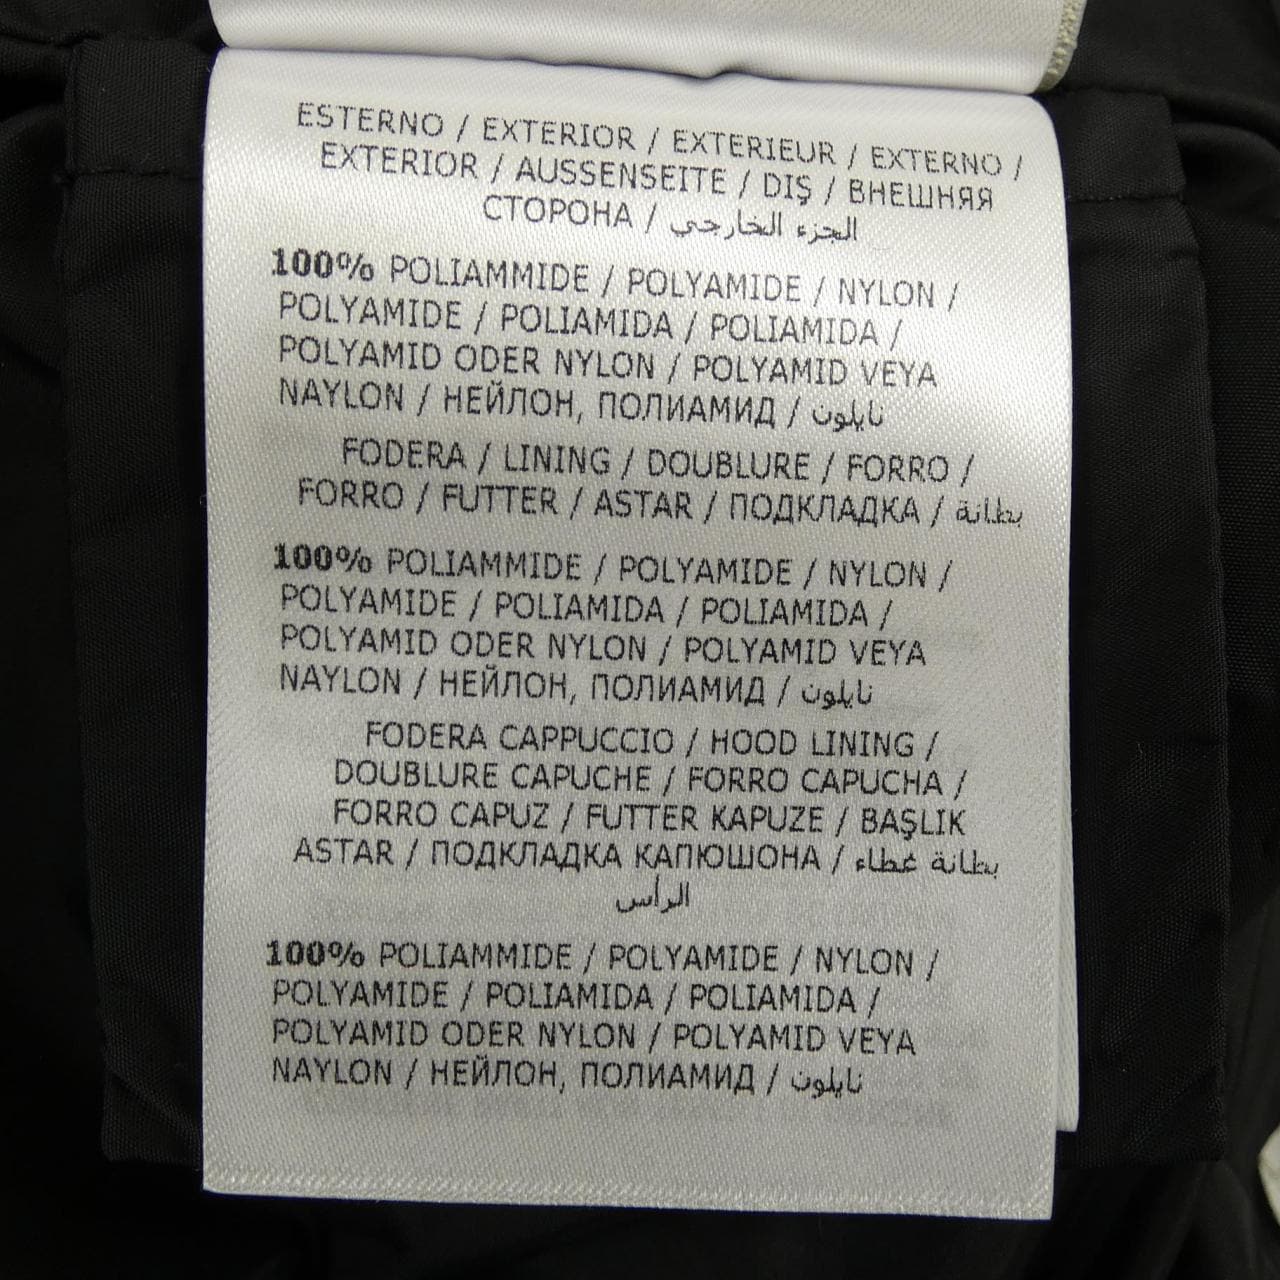 ESTERNO / EXTERIOR / EXTERIEUR / EXTERNO /
EXTERIOR / AUSSENSEITE / DIŞ / ВНЕШНЯЯ
СТОРОНА / الجزء الخارجي
100% POLIAMMIDE / POLYAMIDE / NYLON /
POLYAMIDE / POLIAMIDA / POLIAMIDA /
POLYAMID ODER NYLON / POLYAMID VEYA
NAYLON / НЕЙЛОН, ПОЛИАМИД / نايلون
FODERA / LINING / DOUBLURE / FORRO /
FORRO / FUTTER / ASTAR / ПОДКЛАДКА / بطانة
100% POLIAMMIDE / POLYAMIDE / NYLON /
POLYAMIDE / POLIAMIDA / POLIAMIDA /
POLYAMID ODER NYLON / POLYAMID VEYA
NAYLON / НЕЙЛОН, ПОЛИАМИД / نايلون
FODERA CAPPUCCIO / HOOD LINING /
DOUBLURE CAPUCHE / FORRO CAPUCHA /
FORRO CAPUZ / FUTTER KAPUZE / BAŞLIK
ASTAR / ПОДКЛАДКА КАПЮШОНА / بطانة غطاء
الرأس
100% POLIAMMIDE / POLYAMIDE / NYLON /
POLYAMIDE / POLIAMIDA / POLIAMIDA /
POLYAMID ODER NYLON / POLYAMID VEYA
NAYLON / НЕЙЛОН, ПОЛИАМИД / نايلون